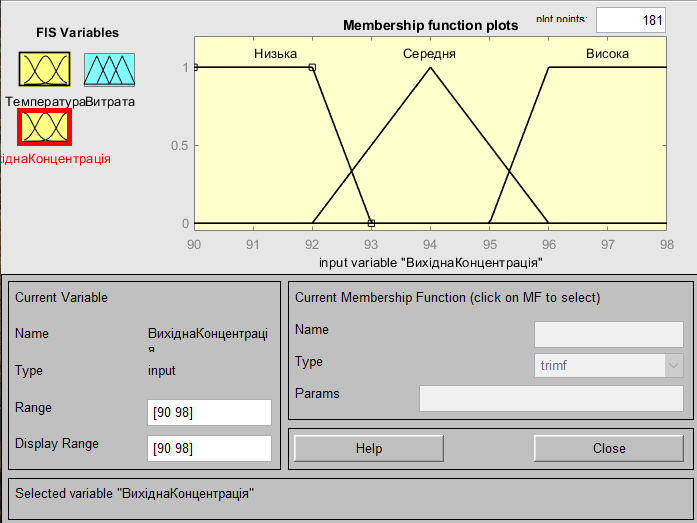 FIS Variables
Membership function plots
plot points:
181
Температура
Витрата
хіднаКонцентрація
Низька
Середня
Висока
1
0.5
0
90 91 92 93 94 95 96 97 98
input variable "ВихіднаКонцентрація"
Current Variable
Name
ВихіднаКонцентраці
я
Type
input
Range
[90 98]
Display Range
[90 98]
Current Membership Function (click on MF to select)
Name
Type
trimf
Params
Help
Close
Selected variable "ВихіднаКонцентрація"